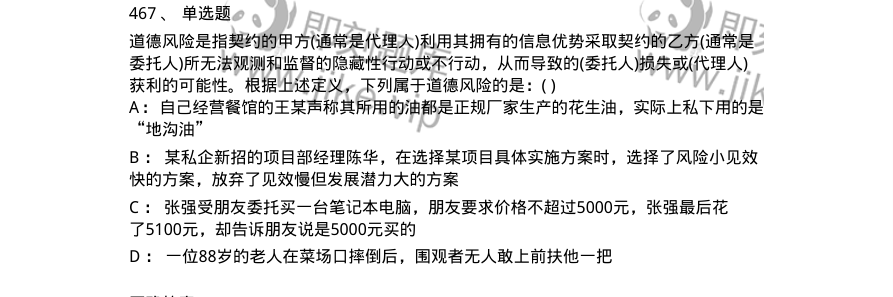 467 、 单选题
道德风险是指契约的甲方(通常是代理人)利用其拥有的信息优势采取契约的乙方(通常是
委托人)所无法观测和监督的隐藏性行动或不行动，从而导致的(委托人)损失或(代理人)
获利的可能性。根据上述定义，下列属于道德风险的是：( )
A： 自己经营餐馆的王某声称其所用的油都是正规厂家生产的花生油，实际上私下用的是
“地沟油”
B： 某私企新招的项目部经理陈华，在选择某项目具体实施方案时，选择了风险小见效
快的方案，放弃了见效慢但发展潜力大的方案
C： 张强受朋友委托买一台笔记本电脑，朋友要求价格不超过5000元，张强最后花
了5100元，却告诉朋友说是5000元买的
D： 一位88岁的老人在菜场口摔倒后，围观者无人敢上前扶他一把